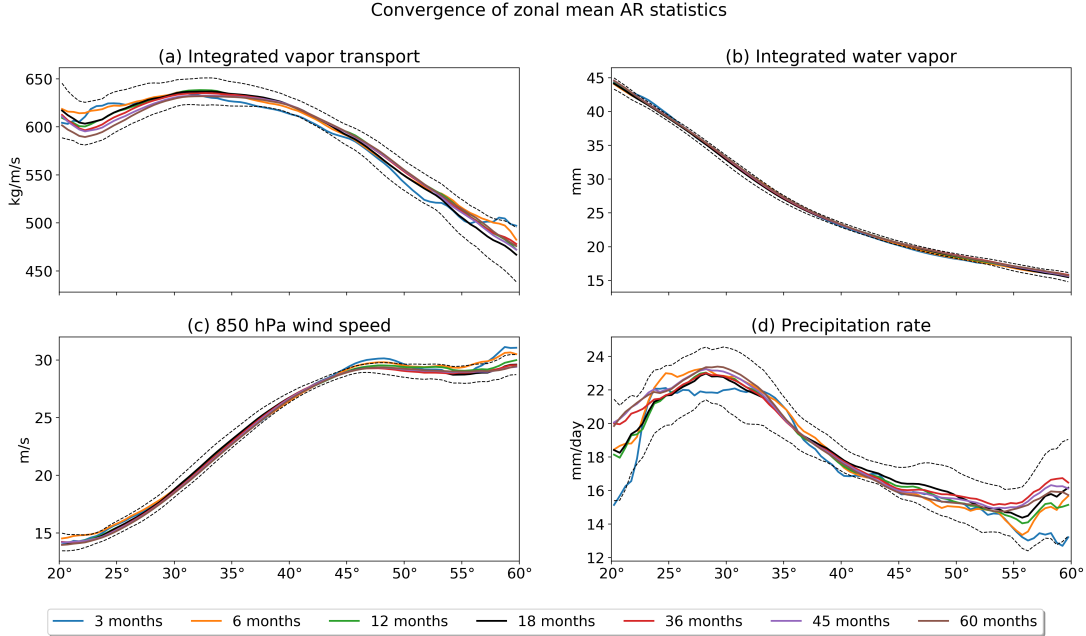 Convergence of zonal mean AR statistics
(a) Integrated vapor transport
(b) Integrated water vapor
650
600
550
500
450
kg/m/s
45
40
35
30
25
20
15
mm
(c) 850 hPa wind speed
(d) Precipitation rate
30
25
20
15
m/s
24
22
20
18
16
14
12
mm/day
20° 25° 30° 35° 40° 45° 50° 55° 60°
20° 25° 30° 35° 40° 45° 50° 55° 60°
3 months 6 months 12 months 18 months 36 months 45 months 60 months